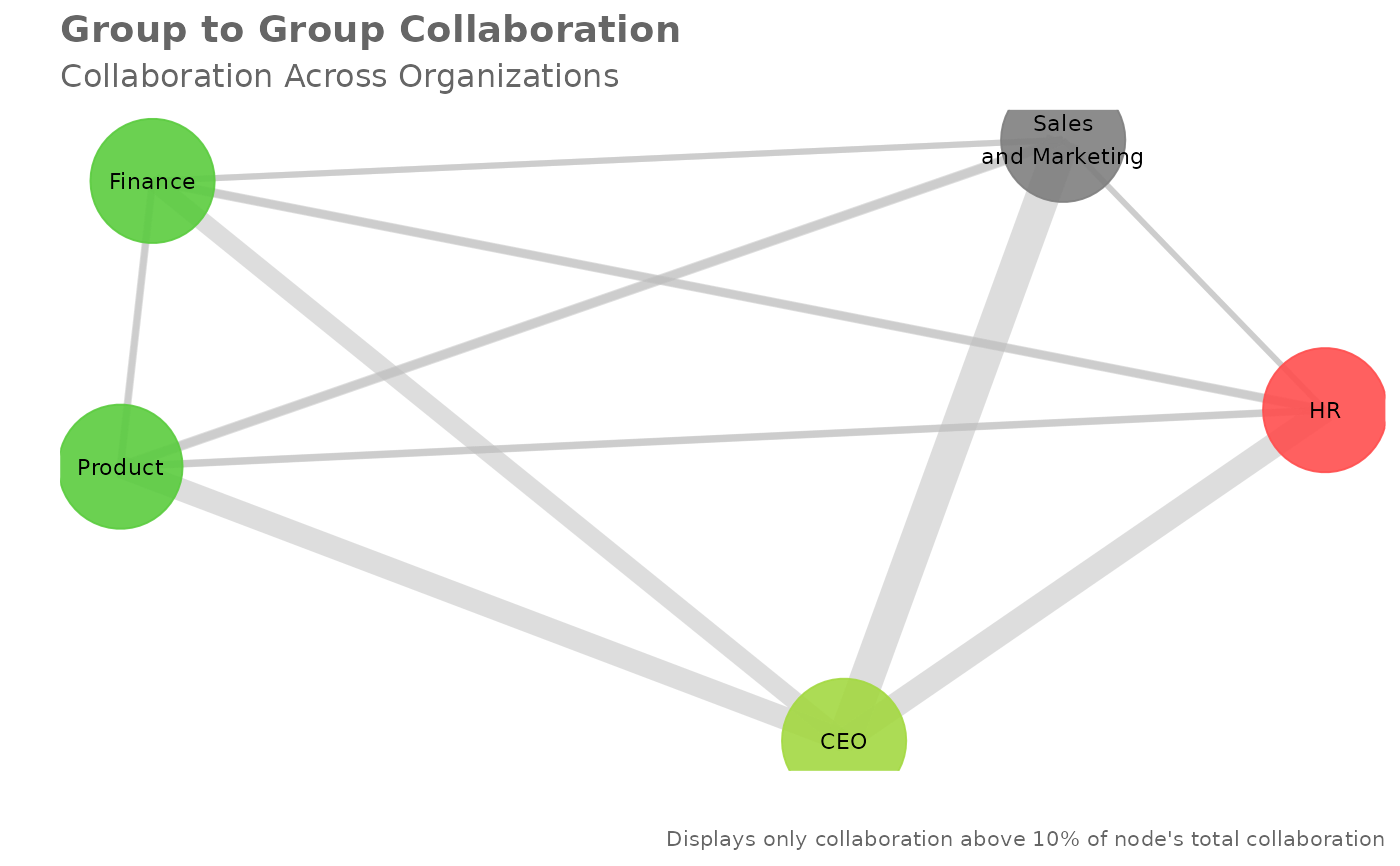 Group to Group Collaboration
Collaboration Across Organizations
Sales
and Marketing
Finance
HR
Product
CEO
Displays only collaboration above 10% of node's total collaboration